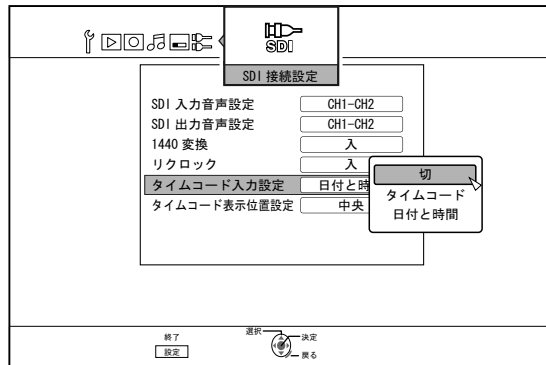 SDI
SDI 接続設定
SDI 入力音声設定 CH1-CH2
SDI 出力音声設定 CH1-CH2
1440 変換 入
リクロック 入
タイムコード入力設定 日付と時
タイムコード表示位置設定 中央
切
タイムコード
日付と時間
選択
終了 決定
設定 戻る